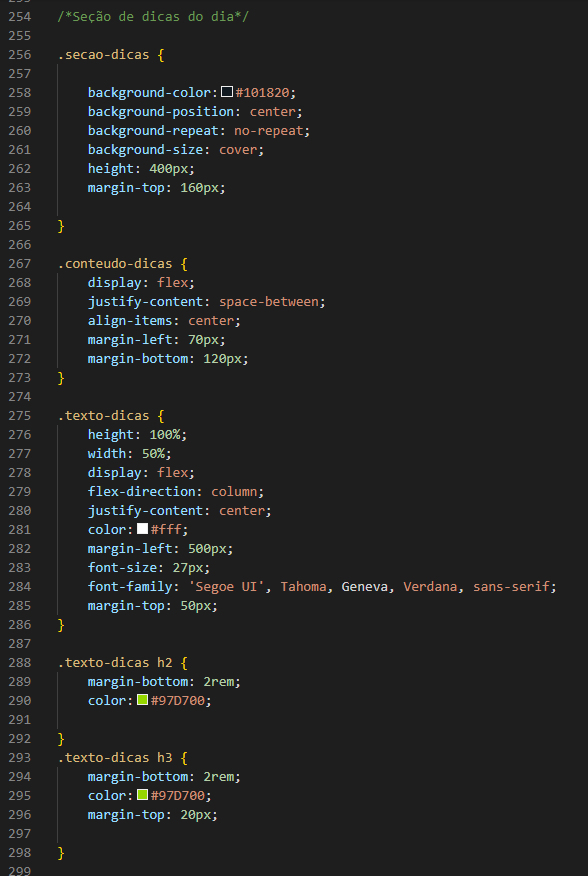 254 /*Seção de dicas do dia*/
255
256 .secao-dicas {
257
258 background-color: #101820;
259 background-position: center;
260 background-repeat: no-repeat;
261 background-size: cover;
262 height: 400px;
263 margin-top: 160px;
264
265 }
266
267 .conteudo-dicas {
268 display: flex;
269 justify-content: space-between;
270 align-items: center;
271 margin-left: 70px;
272 margin-bottom: 120px;
273 }
274
275 .texto-dicas {
276 height: 100%;
277 width: 50%;
278 display: flex;
279 flex-direction: column;
280 justify-content: center;
281 color: #fff;
282 margin-left: 500px;
283 font-size: 27px;
284 font-family: 'Segoe UI', Tahoma, Geneva, Verdana, sans-serif;
285 margin-top: 50px;
286 }
287
288 .texto-dicas h2 {
289 margin-bottom: 2rem;
290 color: #97D700;
291
292 }
293 .texto-dicas h3 {
294 margin-bottom: 2rem;
295 color: #97D700;
296 margin-top: 20px;
297
298 }
299